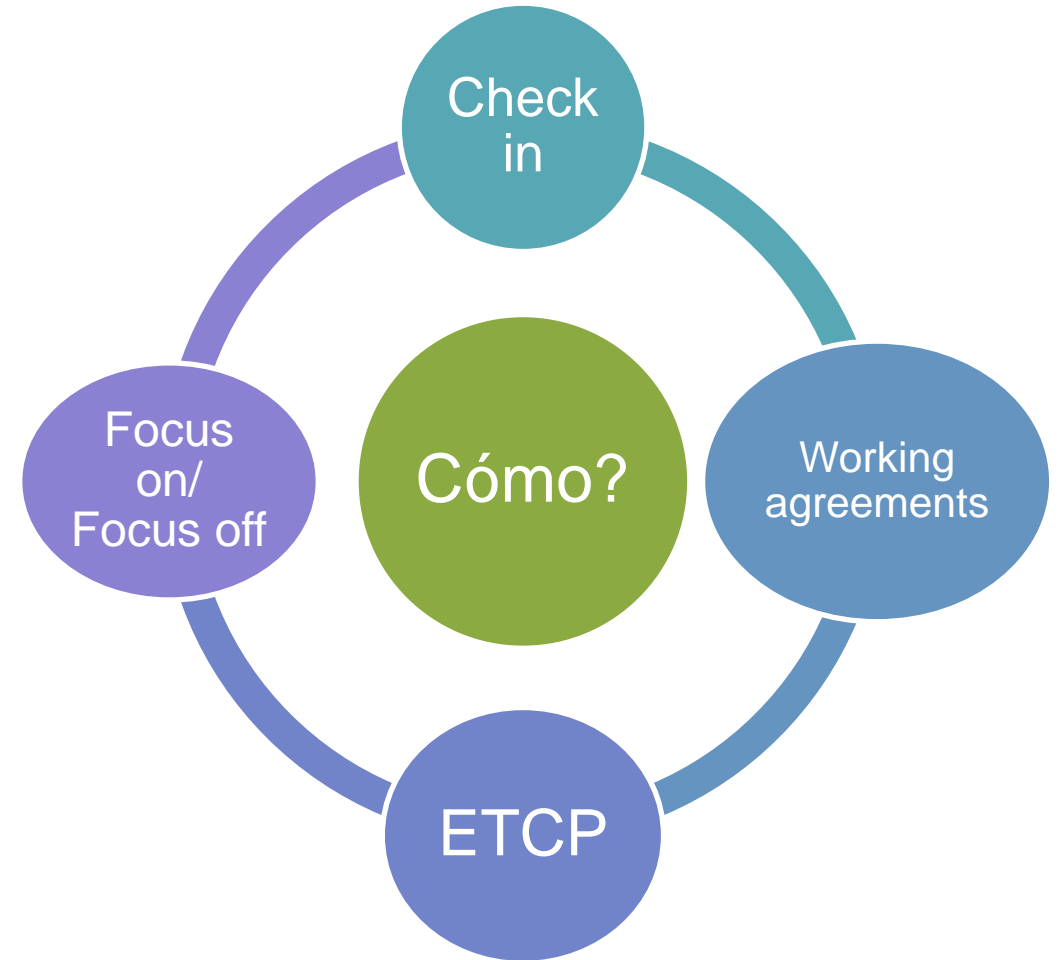 Check
in
Cómo?
Working
agreements
ETCP
Focus
on/
Focus off